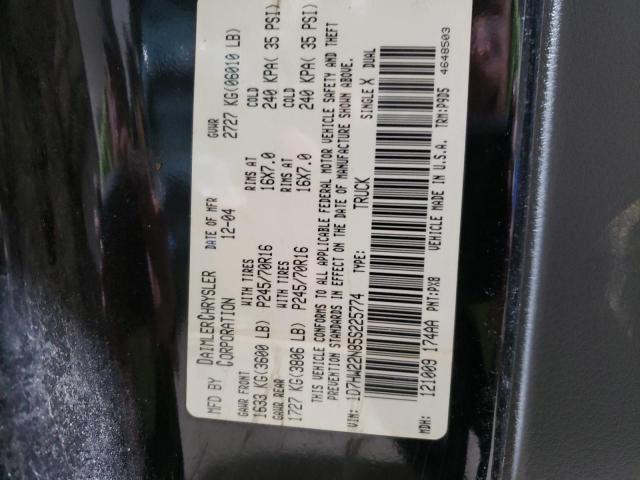 MFD BY DAIMLERCHRYSLER CORPORATION DATE OF MFR 12-04 GVWR 2727 KG(06010 LB)
GAWR FRONT WITH TIRES RIMS AT COLD
1633 KG(3600 LB) P245/70R16 16X7.0 240 KPA( 35 PSI)
GAWR REAR WITH TIRES RIMS AT COLD
1727 KG(3806 LB) P245/70R16 16X7.0 240 KPA( 35 PSI)
THIS VEHICLE CONFORMS TO ALL APPLICABLE FEDERAL MOTOR VEHICLE SAFETY AND THEFT
PREVENTION STANDARDS IN EFFECT ON THE DATE OF MANUFACTURE SHOWN ABOVE.
VIN: 1D7HW22N85S225774 TYPE: TRUCK SINGLE X DUAL
MDH: 121009 174AA PNT: PXB VEHICLE MADE IN U.S.A. TRM:P9D5 4648503